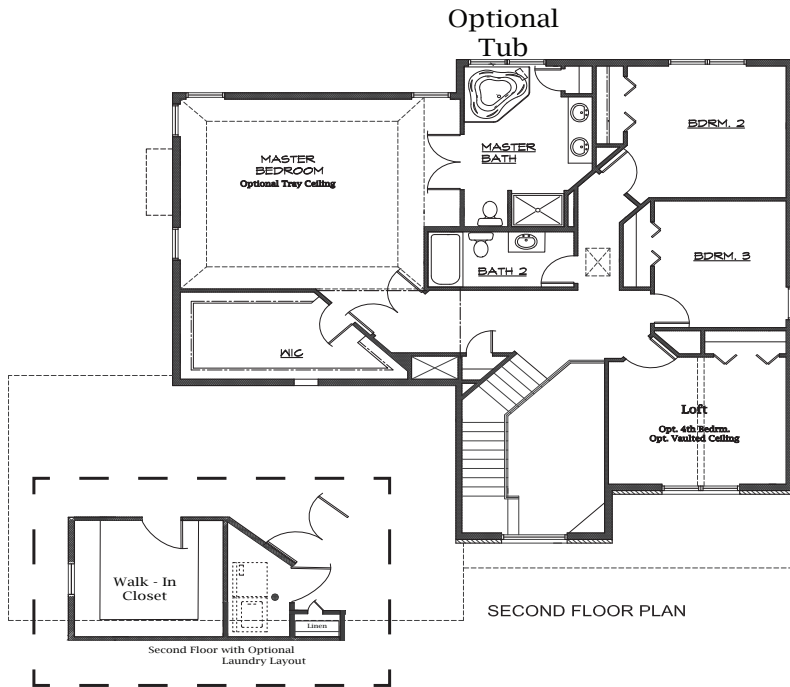 Optional
Tub
BDRM. 2
MASTER
BATH
MASTER
BEDROOM
Optional Tray Ceiling
BATH 2
BDRM. 3
WIC
Loft
Opt. 4th Bedrm.
Opt. Vaulted Ceiling
Walk - In
Closet
Linen
Second Floor with Optional
Laundry Layout
SECOND FLOOR PLAN